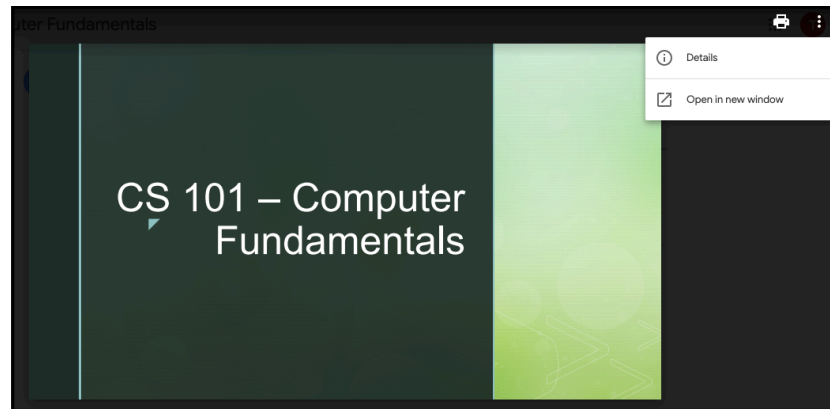 uter Fundamentals
Details
Open in new window
CS 101 – Computer
Fundamentals